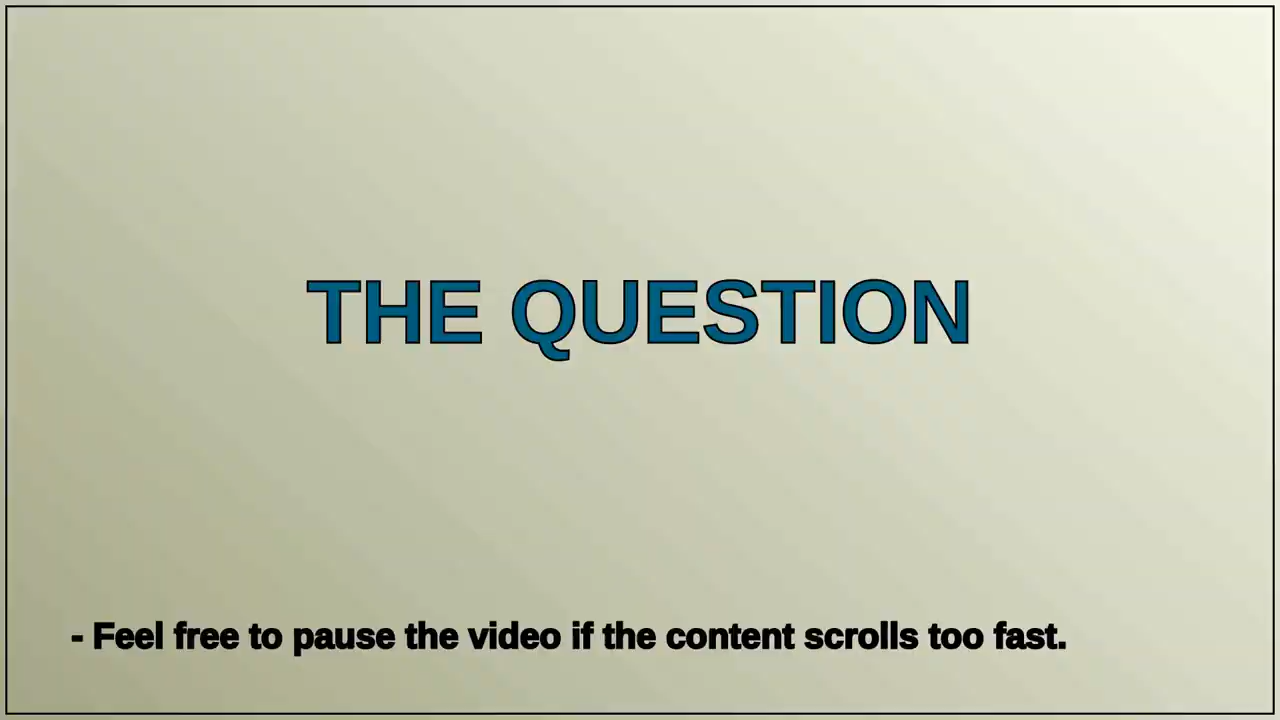 THE QUESTION
- Feel free to pause the video if the content scrolls too fast.